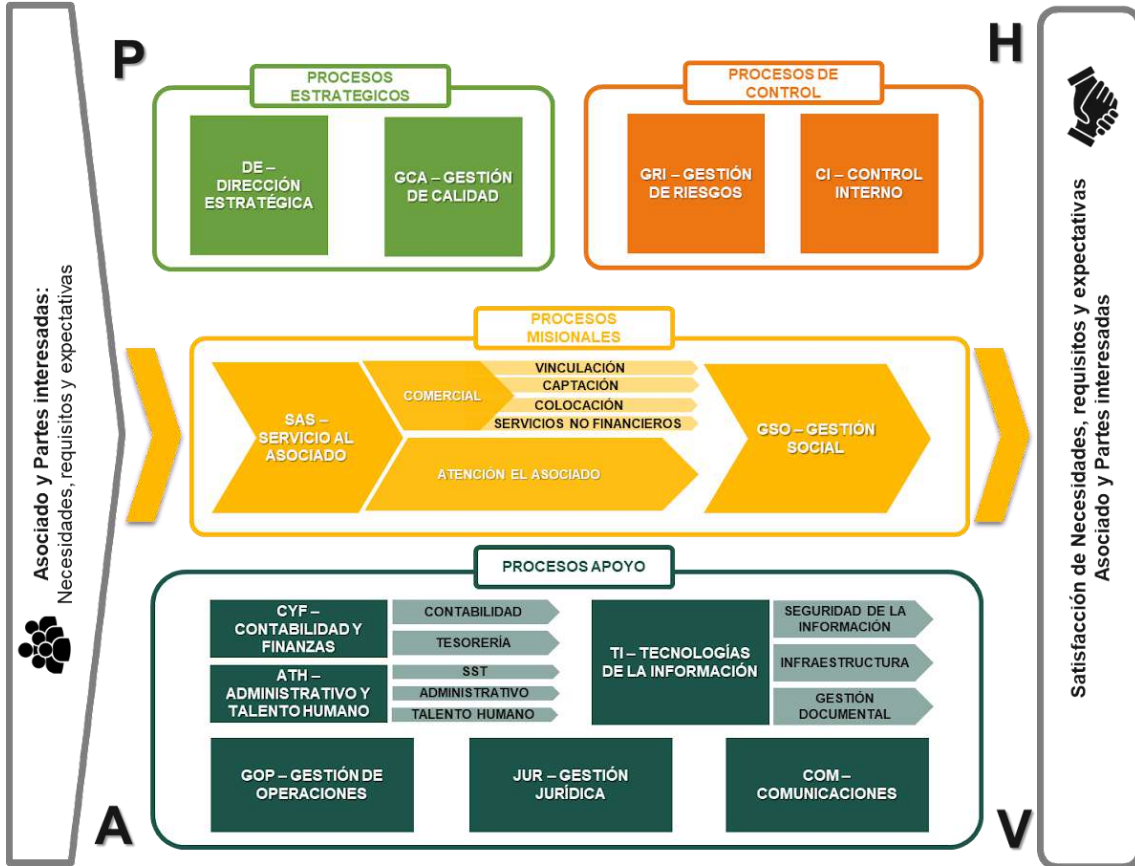 P
H
PROCESOS
ESTRATEGICOS
DE –
DIRECCIÓN
ESTRATÉGICA
GCA – GESTIÓN
DE CALIDAD
PROCESOS DE
CONTROL
GRI – GESTIÓN
DE RIESGOS
CI – CONTROL
INTERNO
Asociado y Partes interesadas:
Necesidades, requisitos y expectativas
PROCESOS
MISIONALES
SAS –
SERVICIO AL
ASOCIADO
COMERCIAL
VINCULACIÓN
CAPTACIÓN
COLOCACIÓN
SERVICIOS NO FINANCIEROS
ATENCIÓN EL ASOCIADO
GSO – GESTIÓN
SOCIAL
Satisfacción de Necesidades, requisitos y expectativas
Asociado y Partes interesadas
PROCESOS APOYO
CYF –
CONTABILIDAD Y
FINANZAS
CONTABILIDAD
TESORERÍA
ATH –
ADMINISTRATIVO Y
TALENTO HUMANO
SST
ADMINISTRATIVO
TALENTO HUMANO
TI – TECNOLOGÍAS
DE LA INFORMACIÓN
SEGURIDAD DE LA
INFORMACIÓN
INFRAESTRUCTURA
GESTIÓN
DOCUMENTAL
GOP – GESTIÓN DE
OPERACIONES
JUR – GESTIÓN
JURÍDICA
COM –
COMUNICACIONES
A
V